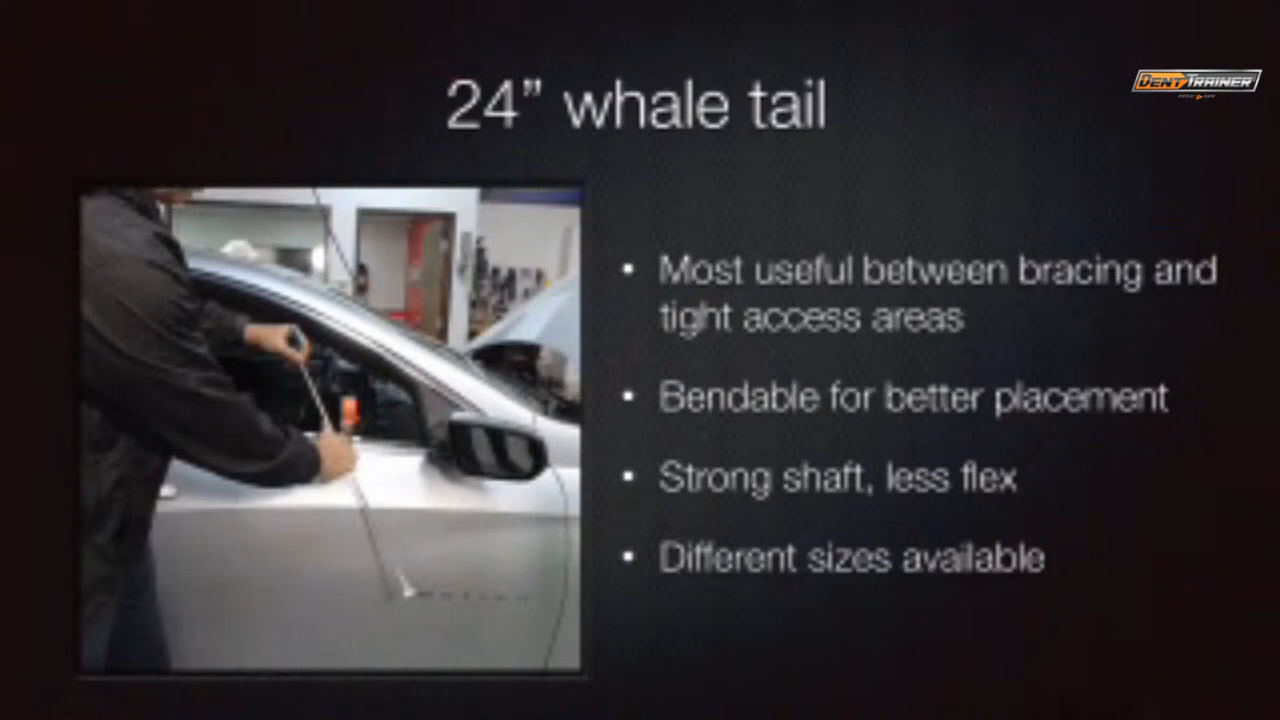 24” whale tail
DENT TRAINER
• Most useful between bracing and
tight access areas
• Bendable for better placement
• Strong shaft, less flex
• Different sizes available